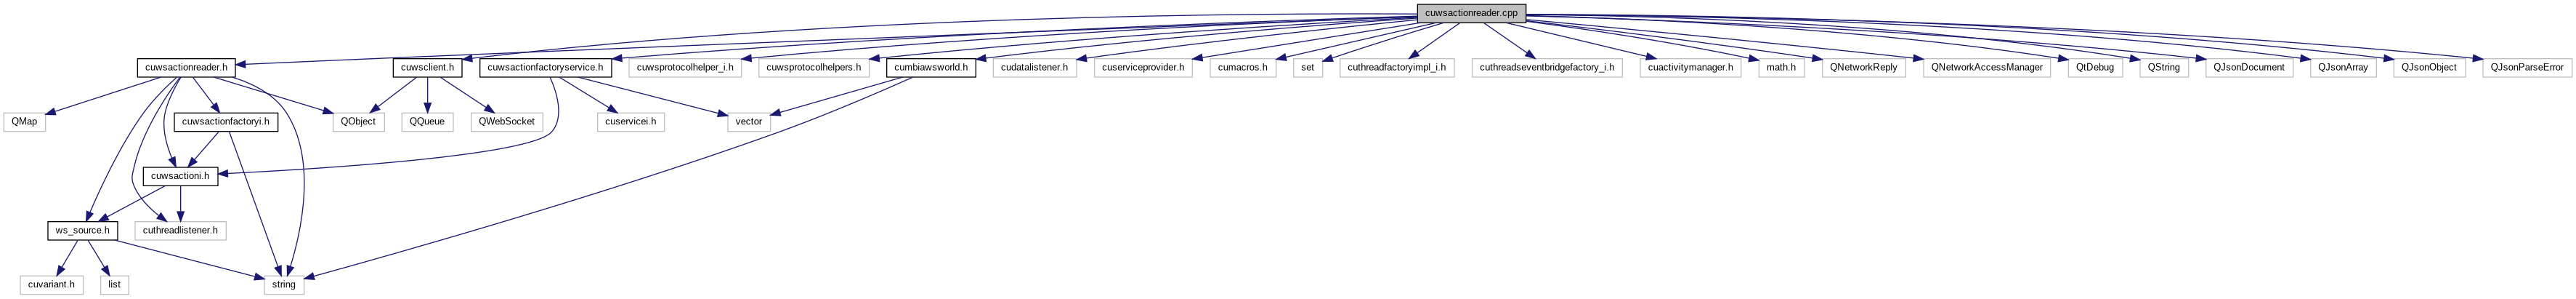 cuwsactionreader.cpp
cuwsactionreader.h
cuwsclient.h
cuwsactionfactoryservice.h
cuwsprotocolhelper_i.h
cuwsprotocolhelpers.h
cumbiawsworld.h
cudatalistener.h
cuserviceprovider.h
cumacros.h
set
cuthreadfactoryimpl_i.h
cuthreadseventbridgefactory_i.h
cuactivitymanager.h
math.h
QNetworkReply
QNetworkAccessManager
QtDebug
QString
QJsonDocument
QJsonArray
QJsonObject
QJsonParseError
QMap
cuwsactionfactoryi.h
QObject
QQueue
QWebSocket
cuservicei.h
vector
cuwsactioni.h
ws_source.h
cuthreadlistener.h
cuvariant.h
list
string